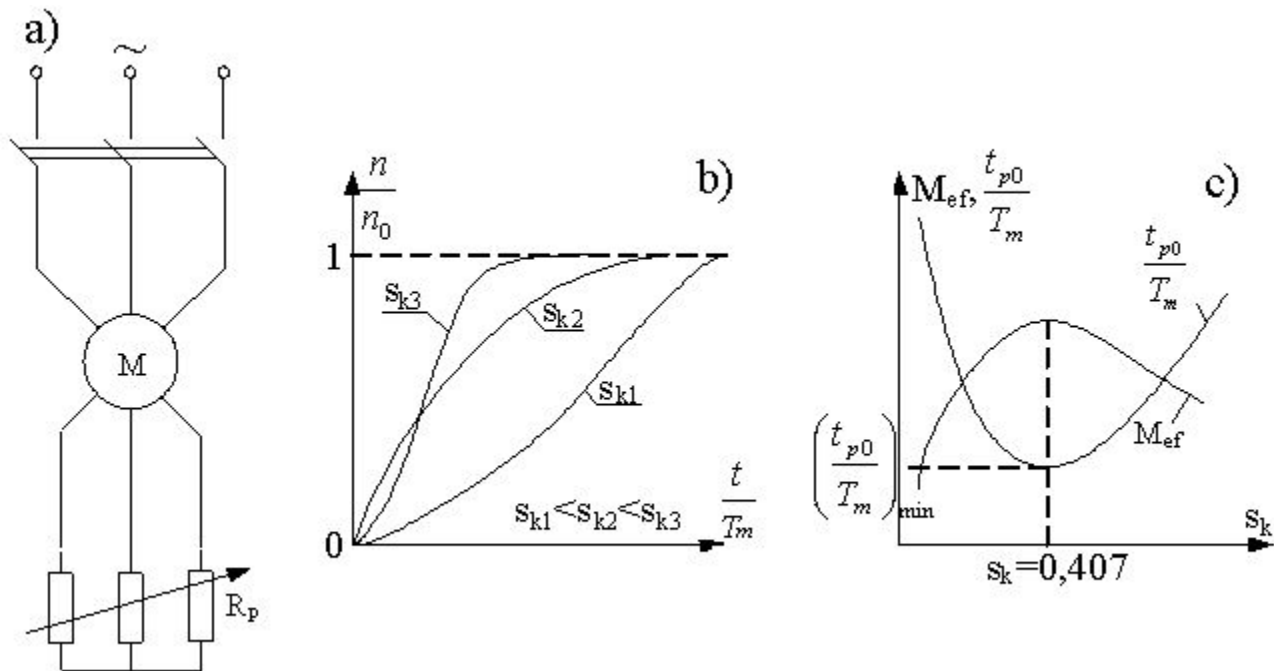 a)
~
M
R_P
b)
n/n_0
1
s_k3
s_k2
s_k1
s_k1<s_k2<s_k3
0
t/T_m
c)
M_ef, t_p0/T_m
t_p0/T_m
M_ef
(t_p0/T_m)_min
s_k
s_k=0,407